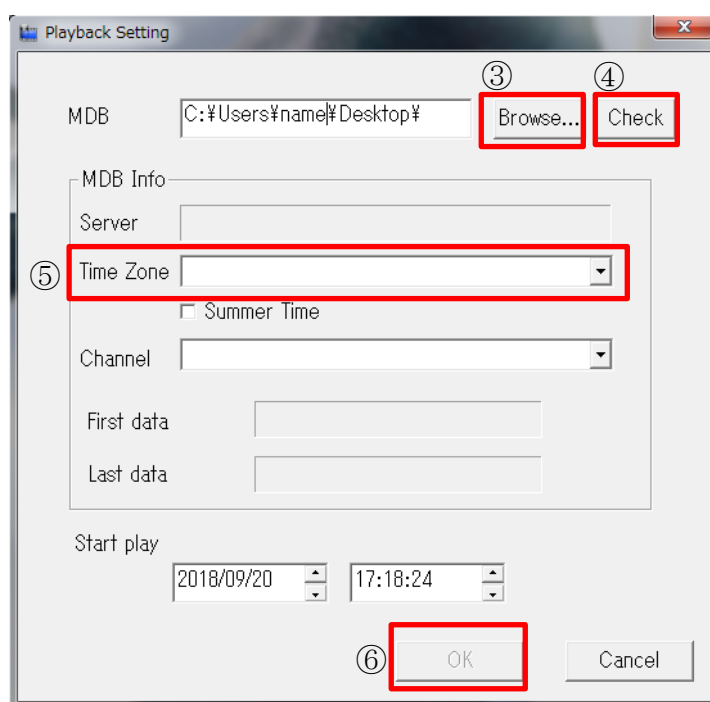 Playback Setting
③ ④
MDB C:¥Users¥name¥Desktop¥ Browse... Check
MDB Info
Server
⑤ Time Zone
Summer Time
Channel
First data
Last data
Start play
2018/09/20 17:18:24
⑥ OK Cancel